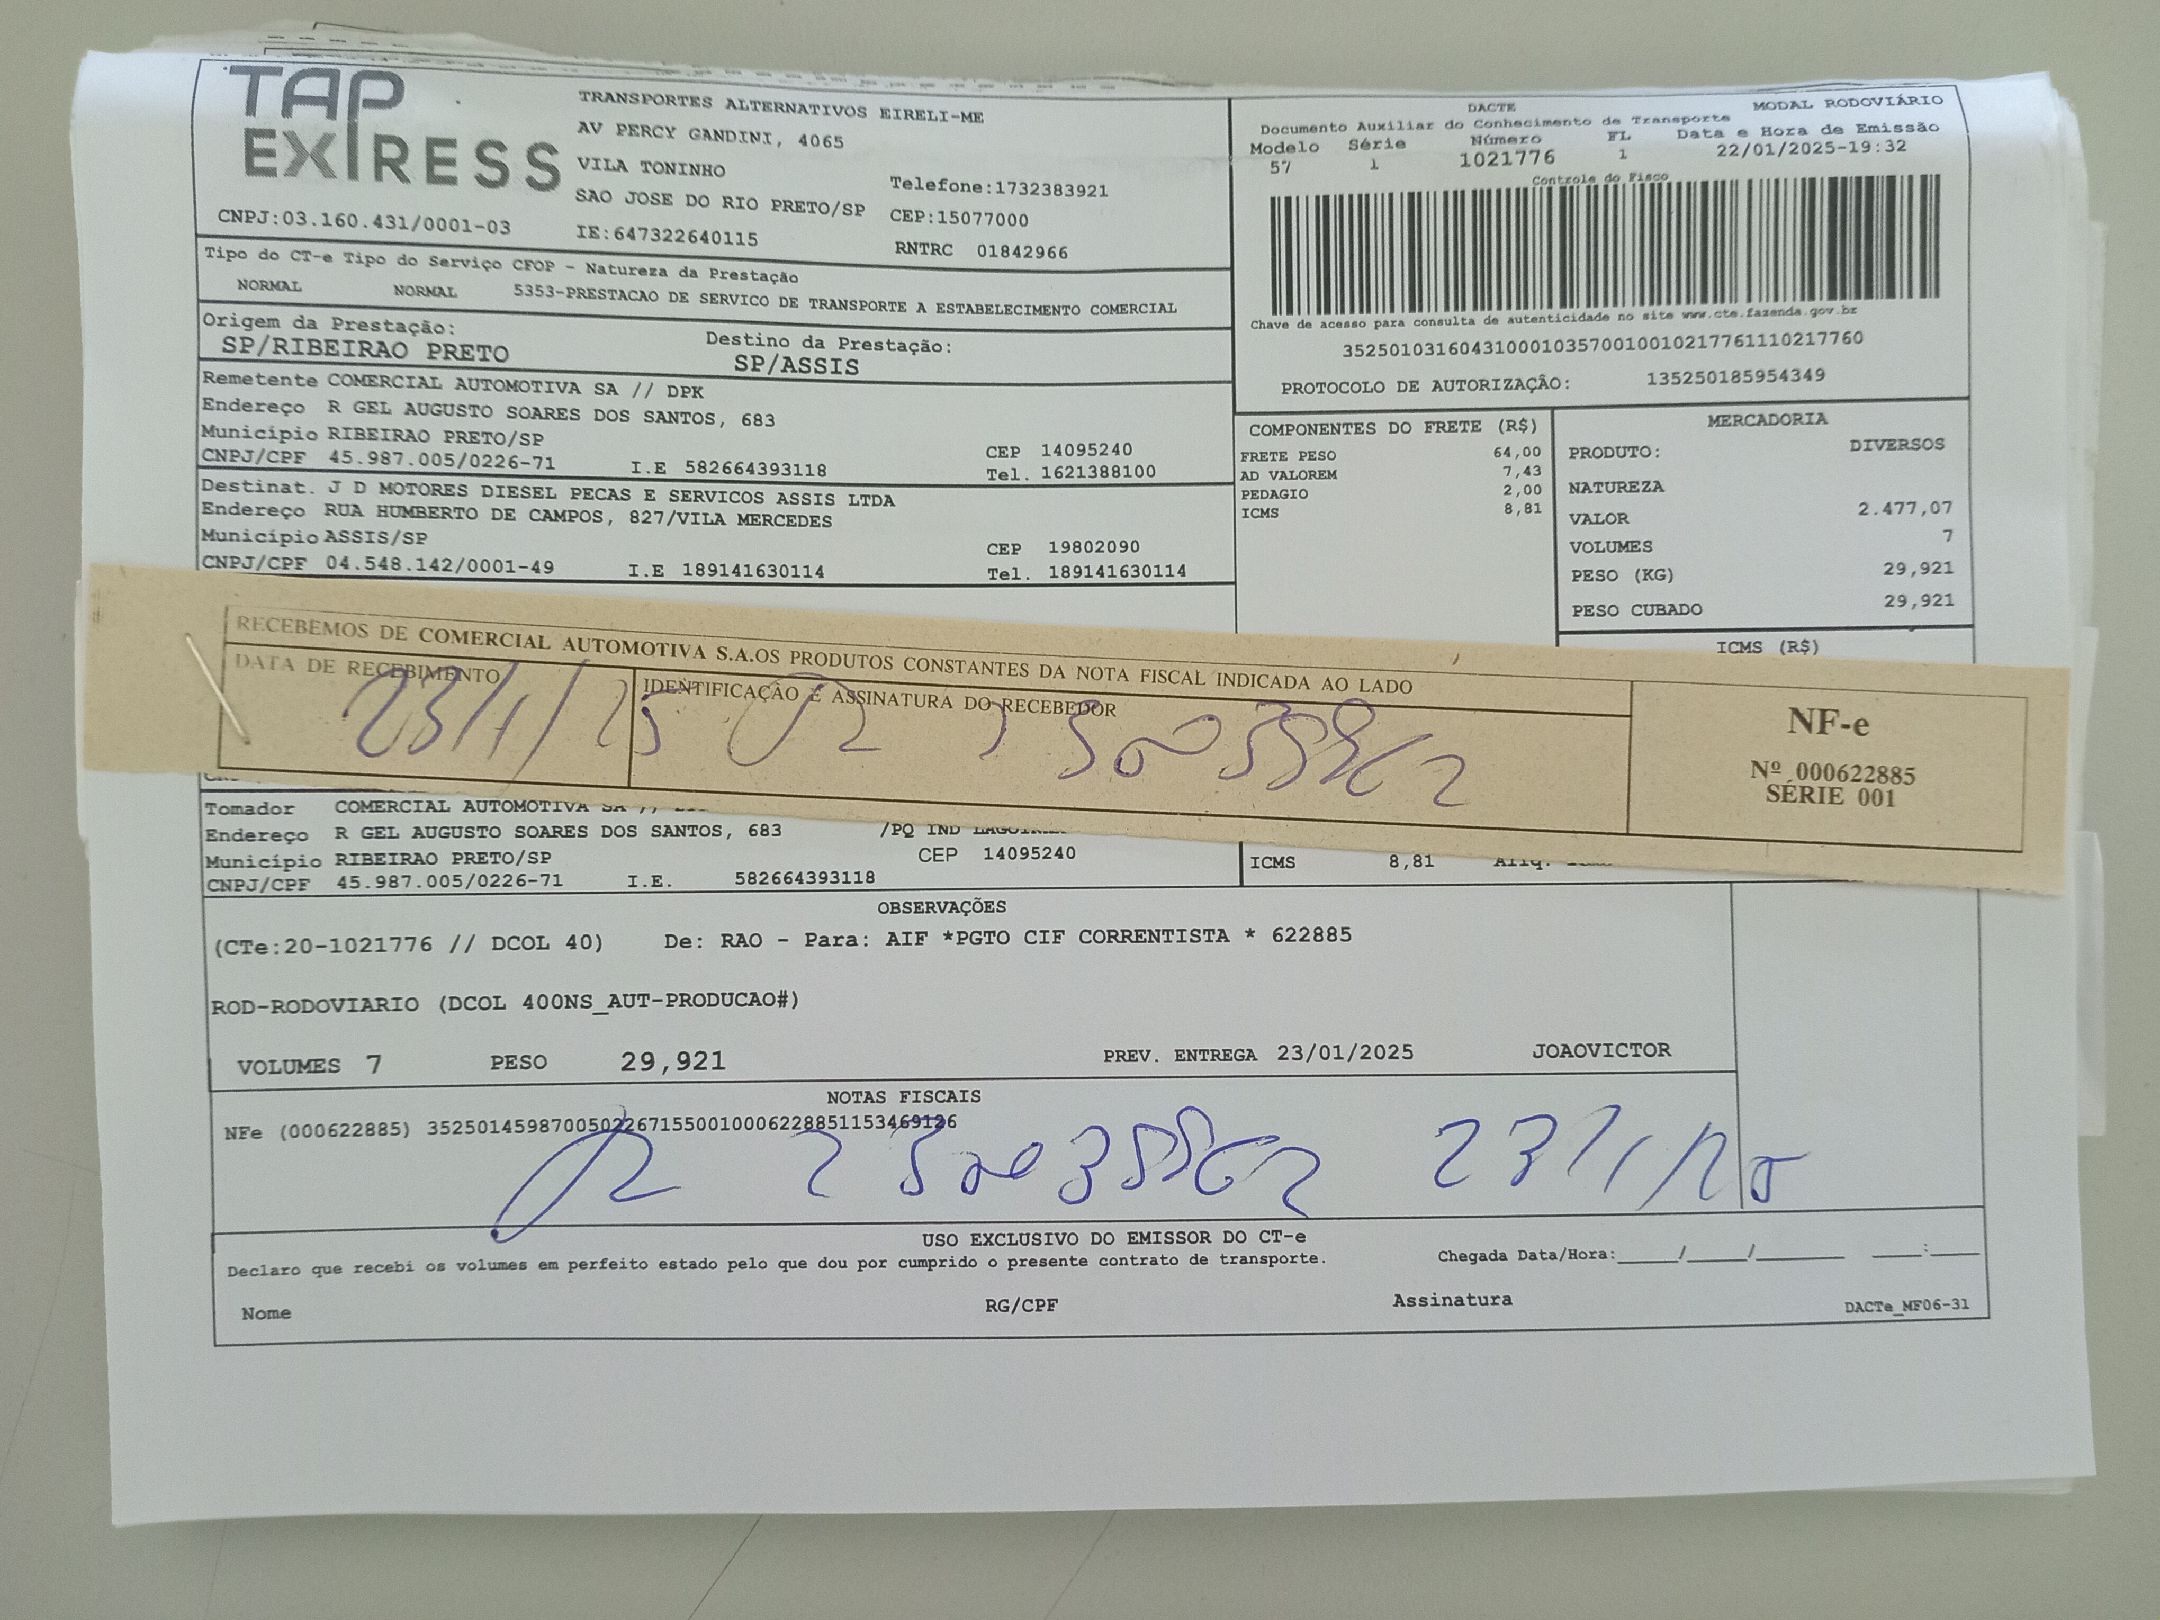 TAP
EXPRESS
TRANSPORTES ALTERNATIVOS EIRELI-ME
AV PERCY GANDINI, 4065
VILA TONINHO
SAO JOSE DO RIO PRETO/SP
Telefone:1732383921
CEP:15077000
CNPJ:03.160.431/0001-03
IE:647322640115
RNTRC 01842966
DACTE
MODAL RODOVIÁRIO
Documento Auxiliar do Conhecimento de Transporte
Modelo Série Número FL Data e Hora de Emissão
57 1 1021776 1 22/01/2025-19:32
Controle do Fisco
Chave de acesso para consulta de autenticidade no site www.cte.fazenda.gov.br
35250103160431000103570010010217761110217760
PROTOCOLO DE AUTORIZAÇÃO: 135250185954349
Tipo do CT-e Tipo do Serviço CFOP - Natureza da Prestação
NORMAL NORMAL 5353-PRESTACAO DE SERVICO DE TRANSPORTE A ESTABELECIMENTO COMERCIAL
Origem da Prestação: Destino da Prestação:
SP/RIBEIRAO PRETO SP/ASSIS
Remetente COMERCIAL AUTOMOTIVA SA // DPK
Endereço R GEL AUGUSTO SOARES DOS SANTOS, 683
Município RIBEIRAO PRETO/SP CEP 14095240
CNPJ/CPF 45.987.005/0226-71 I.E 582664393118 Tel. 1621388100
Destinat. J D MOTORES DIESEL PECAS E SERVICOS ASSIS LTDA
Endereço RUA HUMBERTO DE CAMPOS, 827/VILA MERCEDES
Município ASSIS/SP CEP 19802090
CNPJ/CPF 04.548.142/0001-49 I.E 189141630114 Tel. 189141630114
COMPONENTES DO FRETE (R$)
FRETE PESO 64,00
AD VALOREM 7,43
PEDAGIO 2,00
ICMS 8,81
MERCADORIA
PRODUTO: DIVERSOS
NATUREZA
VALOR 2.477,07
VOLUMES 7
PESO (KG) 29,921
PESO CUBADO 29,921
ICMS (R$)
RECEBEMOS DE COMERCIAL AUTOMOTIVA S.A.OS PRODUTOS CONSTANTES DA NOTA FISCAL INDICADA AO LADO
DATA DE RECEBIMENTO
IDENTIFICAÇÃO E ASSINATURA DO RECEBEDOR
23/1/25
NF-e
Nº 000622885
SÉRIE 001
Tomador COMERCIAL AUTOMOTIVA SA //
Endereço R GEL AUGUSTO SOARES DOS SANTOS, 683 /PQ IND
Município RIBEIRAO PRETO/SP CEP 14095240
CNPJ/CPF 45.987.005/0226-71 I.E. 582664393118
ICMS 8,81
OBSERVAÇÕES
(CTe:20-1021776 // DCOL 40) De: RAO - Para: AIF *PGTO CIF CORRENTISTA * 622885
ROD-RODOVIARIO (DCOL 400NS_AUT-PRODUCAO#)
VOLUMES 7 PESO 29,921 PREV. ENTREGA 23/01/2025 JOAOVICTOR
NOTAS FISCAIS
NFe (000622885) 35250145987005022671550010006228851153469126
23/1/25
USO EXCLUSIVO DO EMISSOR DO CT-e
Declaro que recebi os volumes em perfeito estado pelo que dou por cumprido o presente contrato de transporte.
Chegada Data/Hora:____/____/______ ___:___
Nome RG/CPF Assinatura
DACTe_MF06-31